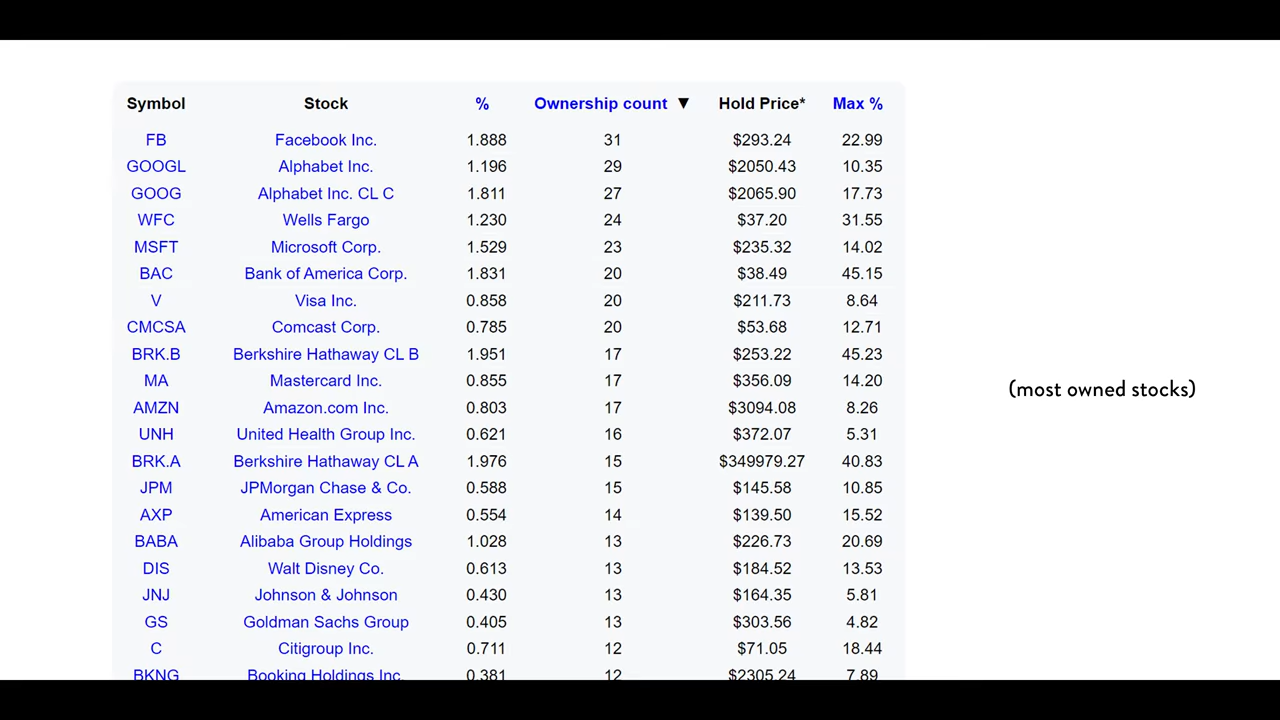 Symbol Stock % Ownership count ▼ Hold Price* Max %
FB Facebook Inc. 1.888 31 $293.24 22.99
GOOGL Alphabet Inc. 1.196 29 $2050.43 10.35
GOOG Alphabet Inc. CL C 1.811 27 $2065.90 17.73
WFC Wells Fargo 1.230 24 $37.20 31.55
MSFT Microsoft Corp. 1.529 23 $235.32 14.02
BAC Bank of America Corp. 1.831 20 $38.49 45.15
V Visa Inc. 0.858 20 $211.73 8.64
CMCSA Comcast Corp. 0.785 20 $53.68 12.71
BRK.B Berkshire Hathaway CL B 1.951 17 $253.22 45.23
MA Mastercard Inc. 0.855 17 $356.09 14.20
(most owned stocks)
AMZN Amazon.com Inc. 0.803 17 $3094.08 8.26
UNH United Health Group Inc. 0.621 16 $372.07 5.31
BRK.A Berkshire Hathaway CL A 1.976 15 $349979.27 40.83
JPM JPMorgan Chase & Co. 0.588 15 $145.58 10.85
AXP American Express 0.554 14 $139.50 15.52
BABA Alibaba Group Holdings 1.028 13 $226.73 20.69
DIS Walt Disney Co. 0.613 13 $184.52 13.53
JNJ Johnson & Johnson 0.430 13 $164.35 5.81
GS Goldman Sachs Group 0.405 13 $303.56 4.82
C Citigroup Inc. 0.711 12 $71.05 18.44
BKNG Booking Holdings Inc. 0.381 12 $2305.24 7.89